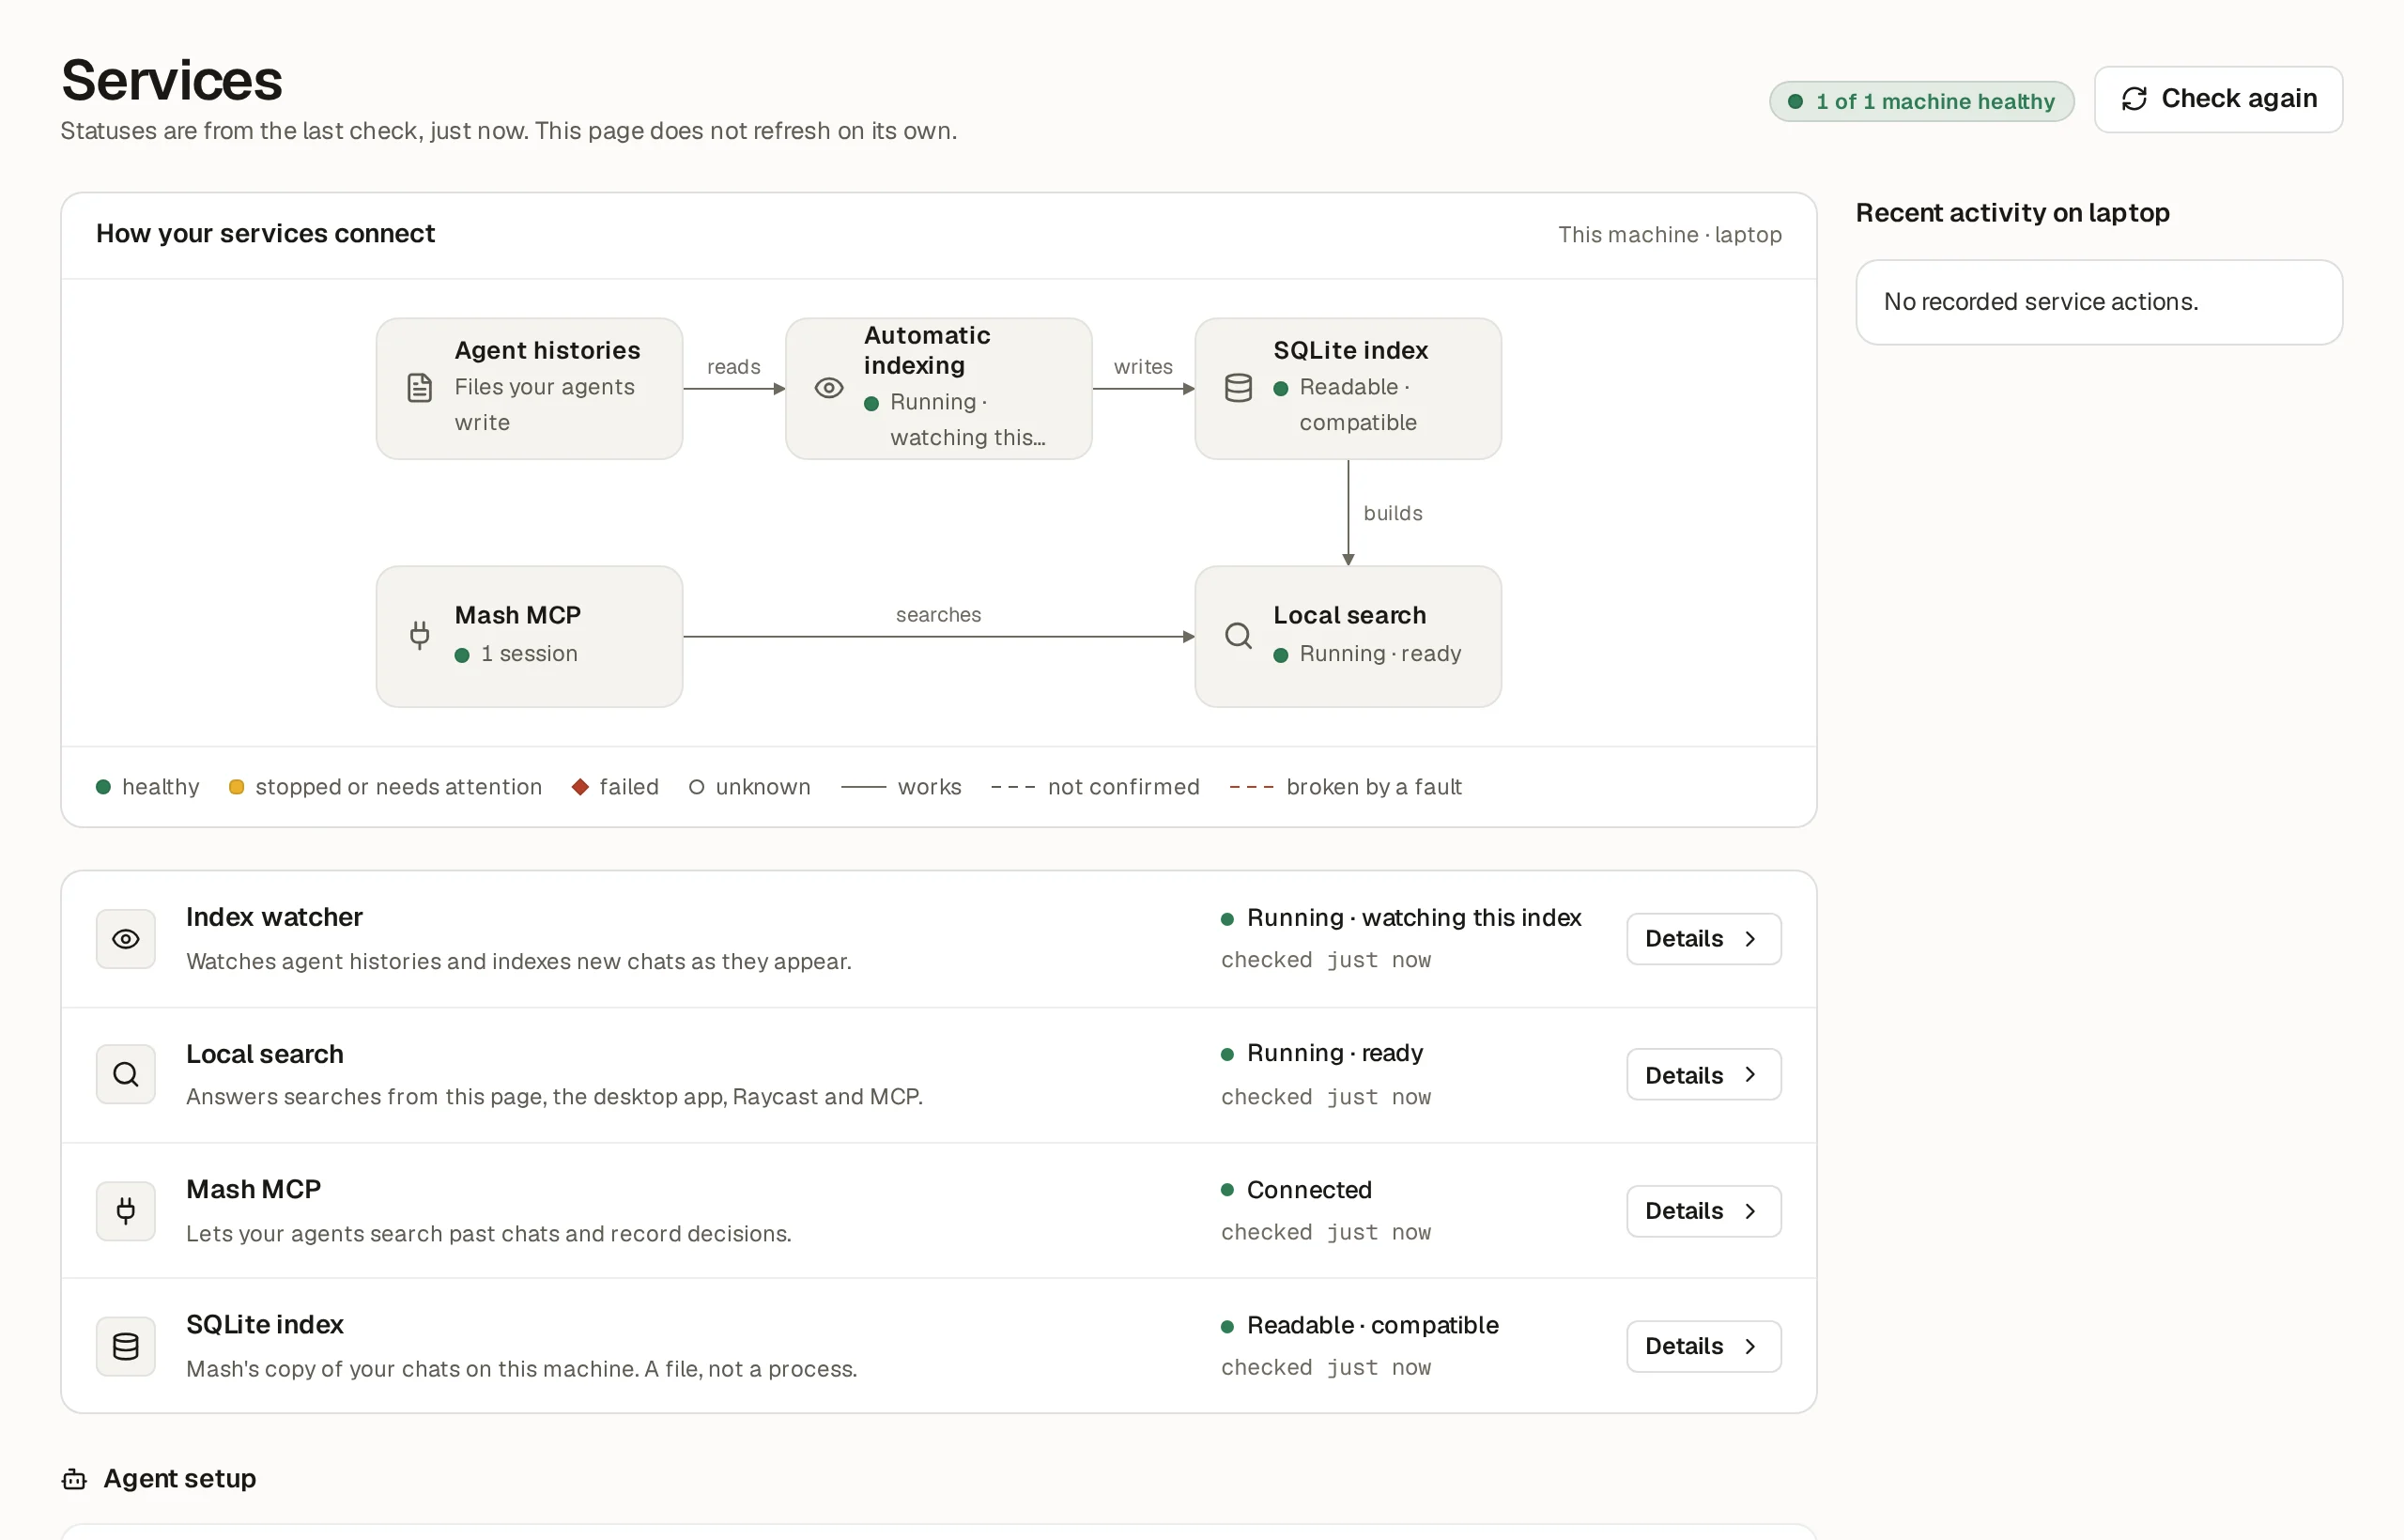 Services
Statuses are from the last check, just now. This page does not refresh on its own.
1 of 1 machine healthy
Check again
How your services connect
This machine · laptop
Agent histories
Files your agents
write
reads
Automatic
indexing
Running ·
watching this…
writes
SQLite index
Readable ·
compatible
builds
Mash MCP
1 session
searches
Local search
Running · ready
healthy
stopped or needs attention
failed
unknown
works
not confirmed
broken by a fault
Recent activity on laptop
No recorded service actions.
Index watcher
Watches agent histories and indexes new chats as they appear.
Running · watching this index
checked just now
Details
Local search
Answers searches from this page, the desktop app, Raycast and MCP.
Running · ready
checked just now
Details
Mash MCP
Lets your agents search past chats and record decisions.
Connected
checked just now
Details
SQLite index
Mash's copy of your chats on this machine. A file, not a process.
Readable · compatible
checked just now
Details
Agent setup